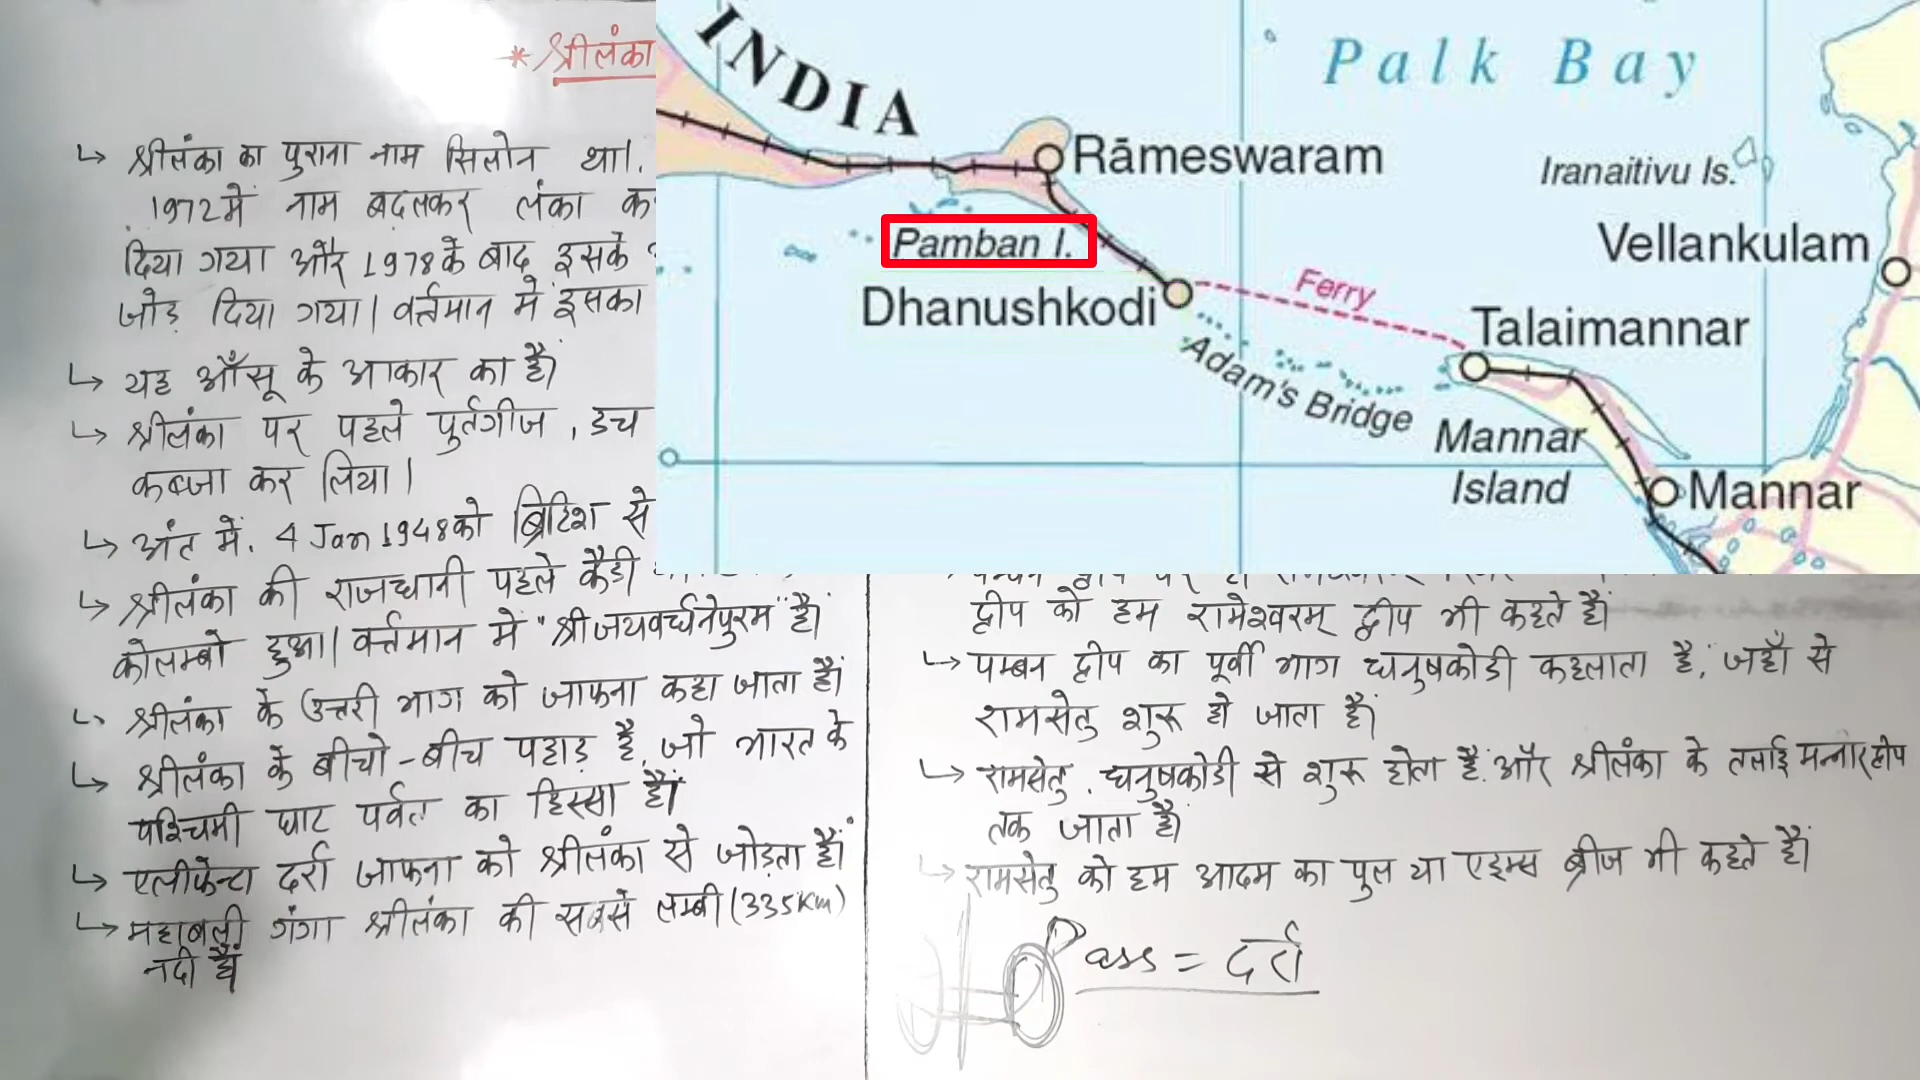 * श्रीलंका
↳ श्रीलंका का पुराना नाम सिलोन था।
1972 में नाम बदलकर लंका क
दिया गया और 1978 के बाद इसके
जोड़ दिया गया। वर्त्तमान में इसका
↳ यह आँसू के आकार का है।
↳ श्रीलंका पर पहले पुर्तगीज, डच
कब्जा कर लिया।
↳ अंत में, 4 Jan 1948 को ब्रिटिश से
↳ श्रीलंका की राजधानी पहले कैंडी
कोलम्बो हुआ। वर्त्तमान में "श्रीजयवर्धनेपुरम" है।
↳ श्रीलंका के उत्तरी भाग को जाफना कहा जाता है।
↳ श्रीलंका के बीचो-बीच पहाड़ है, जो भारत के
पश्चिमी घाट पर्वत का हिस्सा है।
↳ एलीफेन्टा दर्रा जाफना को श्रीलंका से जोड़ता है।
↳ महाबली गंगा श्रीलंका की सबसे लम्बी (335Km)
नदी है।
INDIA
Palk Bay
Rāmeswaram
Iranaitivu Is.
Pamban I.
Vellankulam
Dhanushkodi
Ferry
Talaimannar
Adam's Bridge
Mannar
Island
Mannar
द्वीप को हम रामेश्वरम् द्वीप भी कहते है।
↳ पम्बन द्वीप का पूर्वी भाग धनुषकोडी कहलाता है, जहाँ से
रामसेतु शुरू हो जाता है।
↳ रामसेतु, धनुषकोडी से शुरू होता है और श्रीलंका के तलाई मन्नार द्वीप
तक जाता है।
↳ रामसेतु को हम आदम का पुल या एडम्स ब्रीज भी कहते है।
Pass = दर्रा